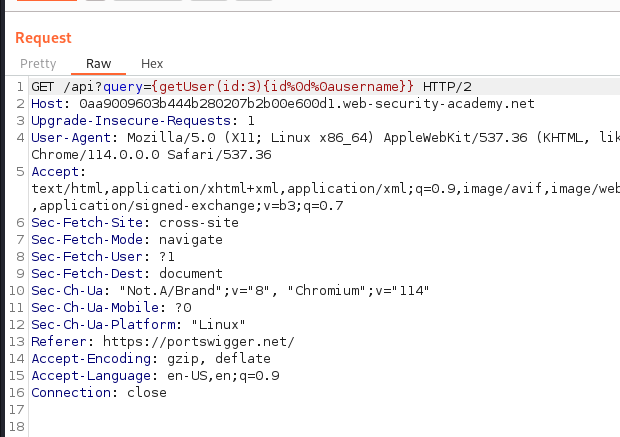 Request
Pretty Raw Hex
1 GET /api?query={getUser(id:3){id%0d%0ausername}} HTTP/2
2 Host: 0aa9009603b444b280207b2b00e600d1.web-security-academy.net
3 Upgrade-Insecure-Requests: 1
4 User-Agent: Mozilla/5.0 (X11; Linux x86_64) AppleWebKit/537.36 (KHTML, lik
Chrome/114.0.0.0 Safari/537.36
5 Accept:
text/html,application/xhtml+xml,application/xml;q=0.9,image/avif,image/web
,application/signed-exchange;v=b3;q=0.7
6 Sec-Fetch-Site: cross-site
7 Sec-Fetch-Mode: navigate
8 Sec-Fetch-User: ?1
9 Sec-Fetch-Dest: document
10 Sec-Ch-Ua: "Not.A/Brand";v="8", "Chromium";v="114"
11 Sec-Ch-Ua-Mobile: ?0
12 Sec-Ch-Ua-Platform: "Linux"
13 Referer: https://portswigger.net/
14 Accept-Encoding: gzip, deflate
15 Accept-Language: en-US,en;q=0.9
16 Connection: close
17
18